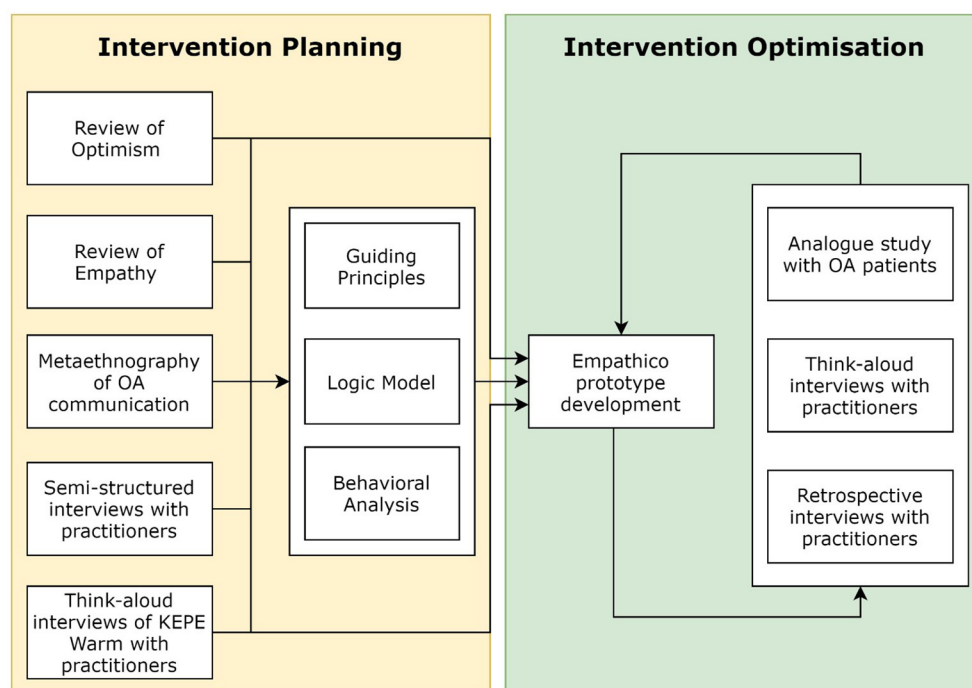 Intervention Planning
Review of
Optimism
Review of
Empathy
Metaethnography
of OA
communication
Semi-structured
interviews with
practitioners
Think-aloud
interviews of KEPE
Warm with
practitioners
Guiding
Principles
Logic Model
Behavioral
Analysis
Intervention Optimisation
Empathico
prototype
development
Analogue study
with OA patients
Think-aloud
interviews with
practitioners
Retrospective
interviews with
practitioners